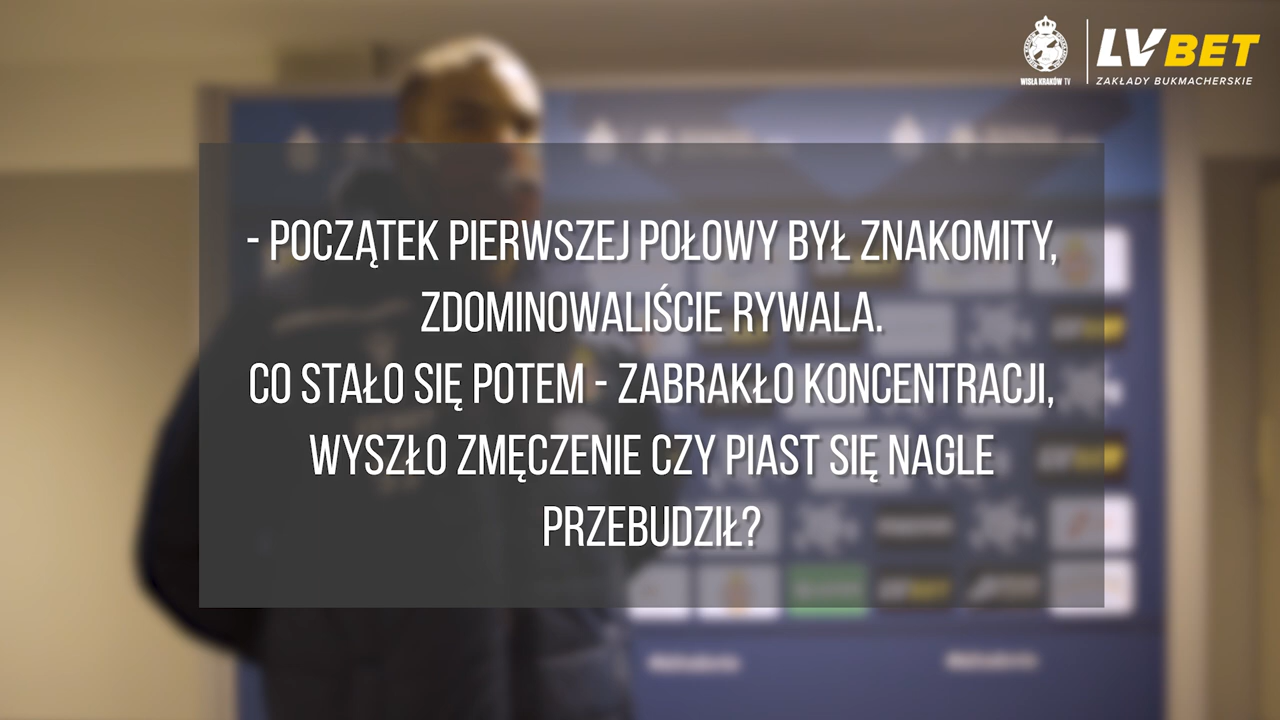 WISŁA KRAKÓW TV
LVBET
ZAKŁADY BUKMACHERSKIE
- POCZĄTEK PIERWSZEJ POŁOWY BYŁ ZNAKOMITY,
ZDOMINOWALIŚCIE RYWALA.
CO STAŁO SIĘ POTEM - ZABRAKŁO KONCENTRACJI,
WYSZŁO ZMĘCZENIE CZY PIAST SIĘ NAGLE
PRZEBUDZIŁ?